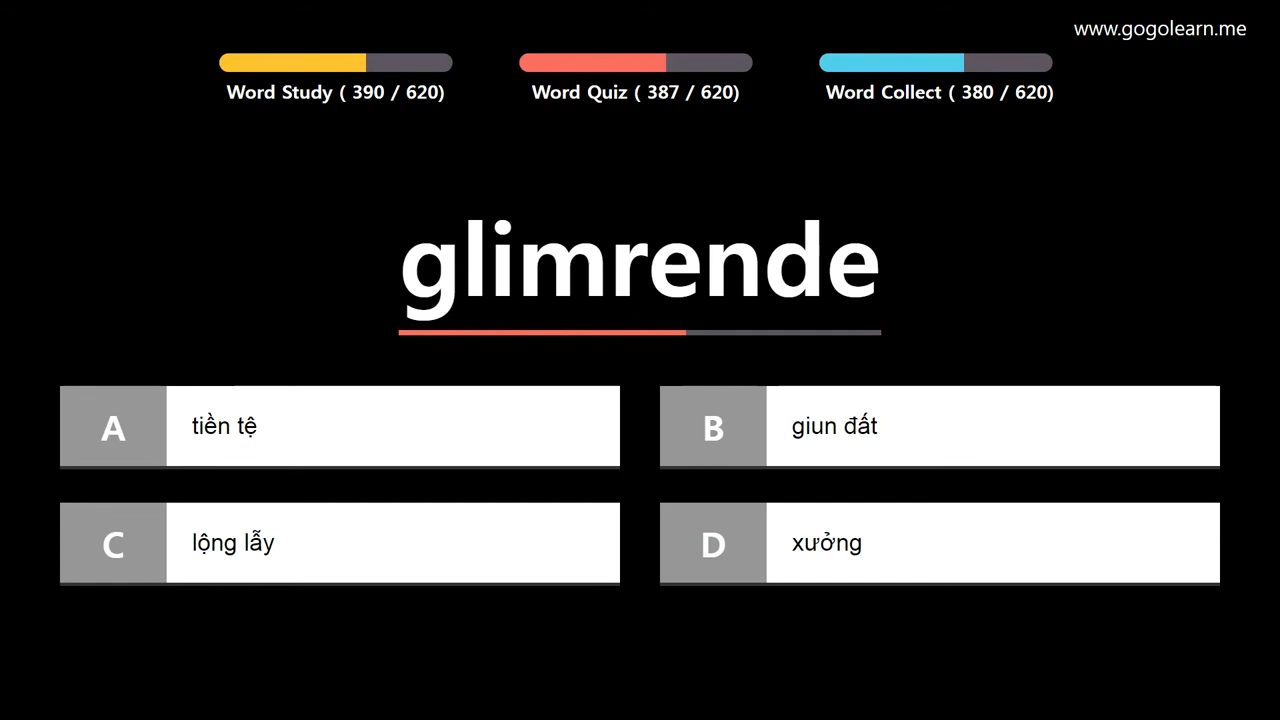 www.gogolearn.me
Word Study ( 390 / 620)
Word Quiz ( 387 / 620)
Word Collect ( 380 / 620)
glimrende
A tiền tệ
B giun đất
C lộng lẫy
D xưởng